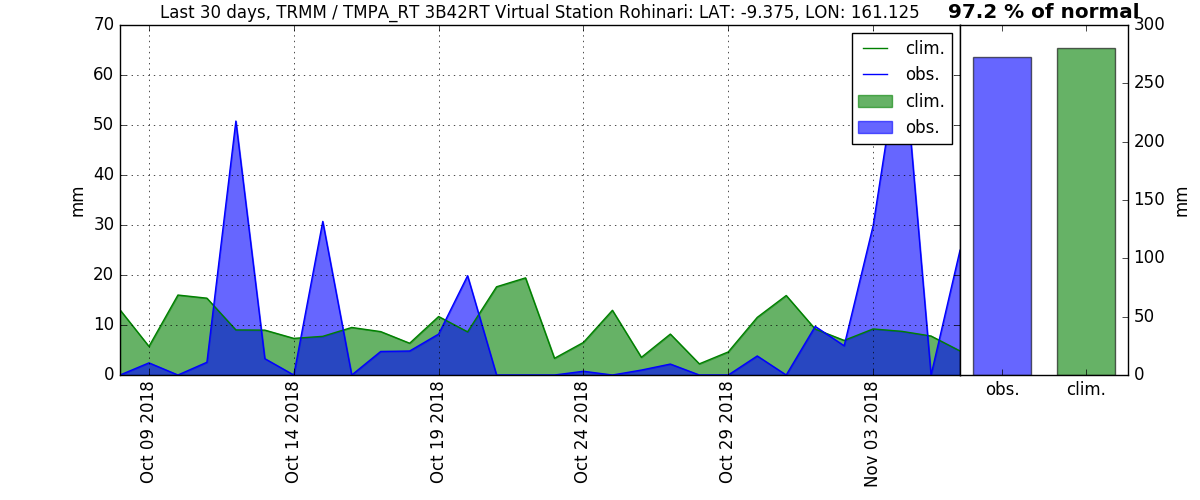 Last 30 days, TRMM / TMPA_RT 3B42RT Virtual Station Rohinari: LAT: -9.375, LON: 161.125
97.2 % of normal
70
60
50
40
30
20
10
0
mm
clim.
obs.
clim.
obs.
Oct 09 2018
Oct 14 2018
Oct 19 2018
Oct 24 2018
Oct 29 2018
Nov 03 2018
300
250
200
150
100
50
0
mm
obs.
clim.